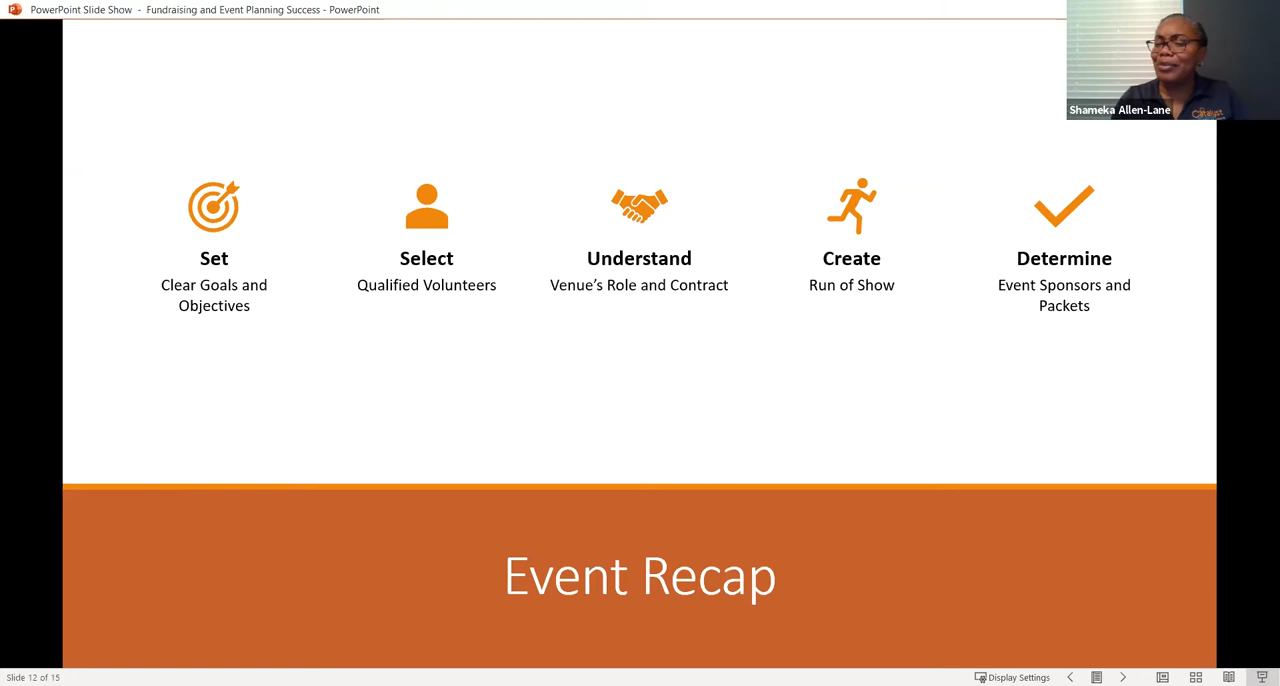 PowerPoint Slide Show - Fundraising and Event Planning Success - PowerPoint
Shameka Allen-Lane
Set
Clear Goals and
Objectives
Select
Qualified Volunteers
Understand
Venue’s Role and Contract
Create
Run of Show
Determine
Event Sponsors and
Packets
Event Recap
Slide 12 of 15
Display Settings